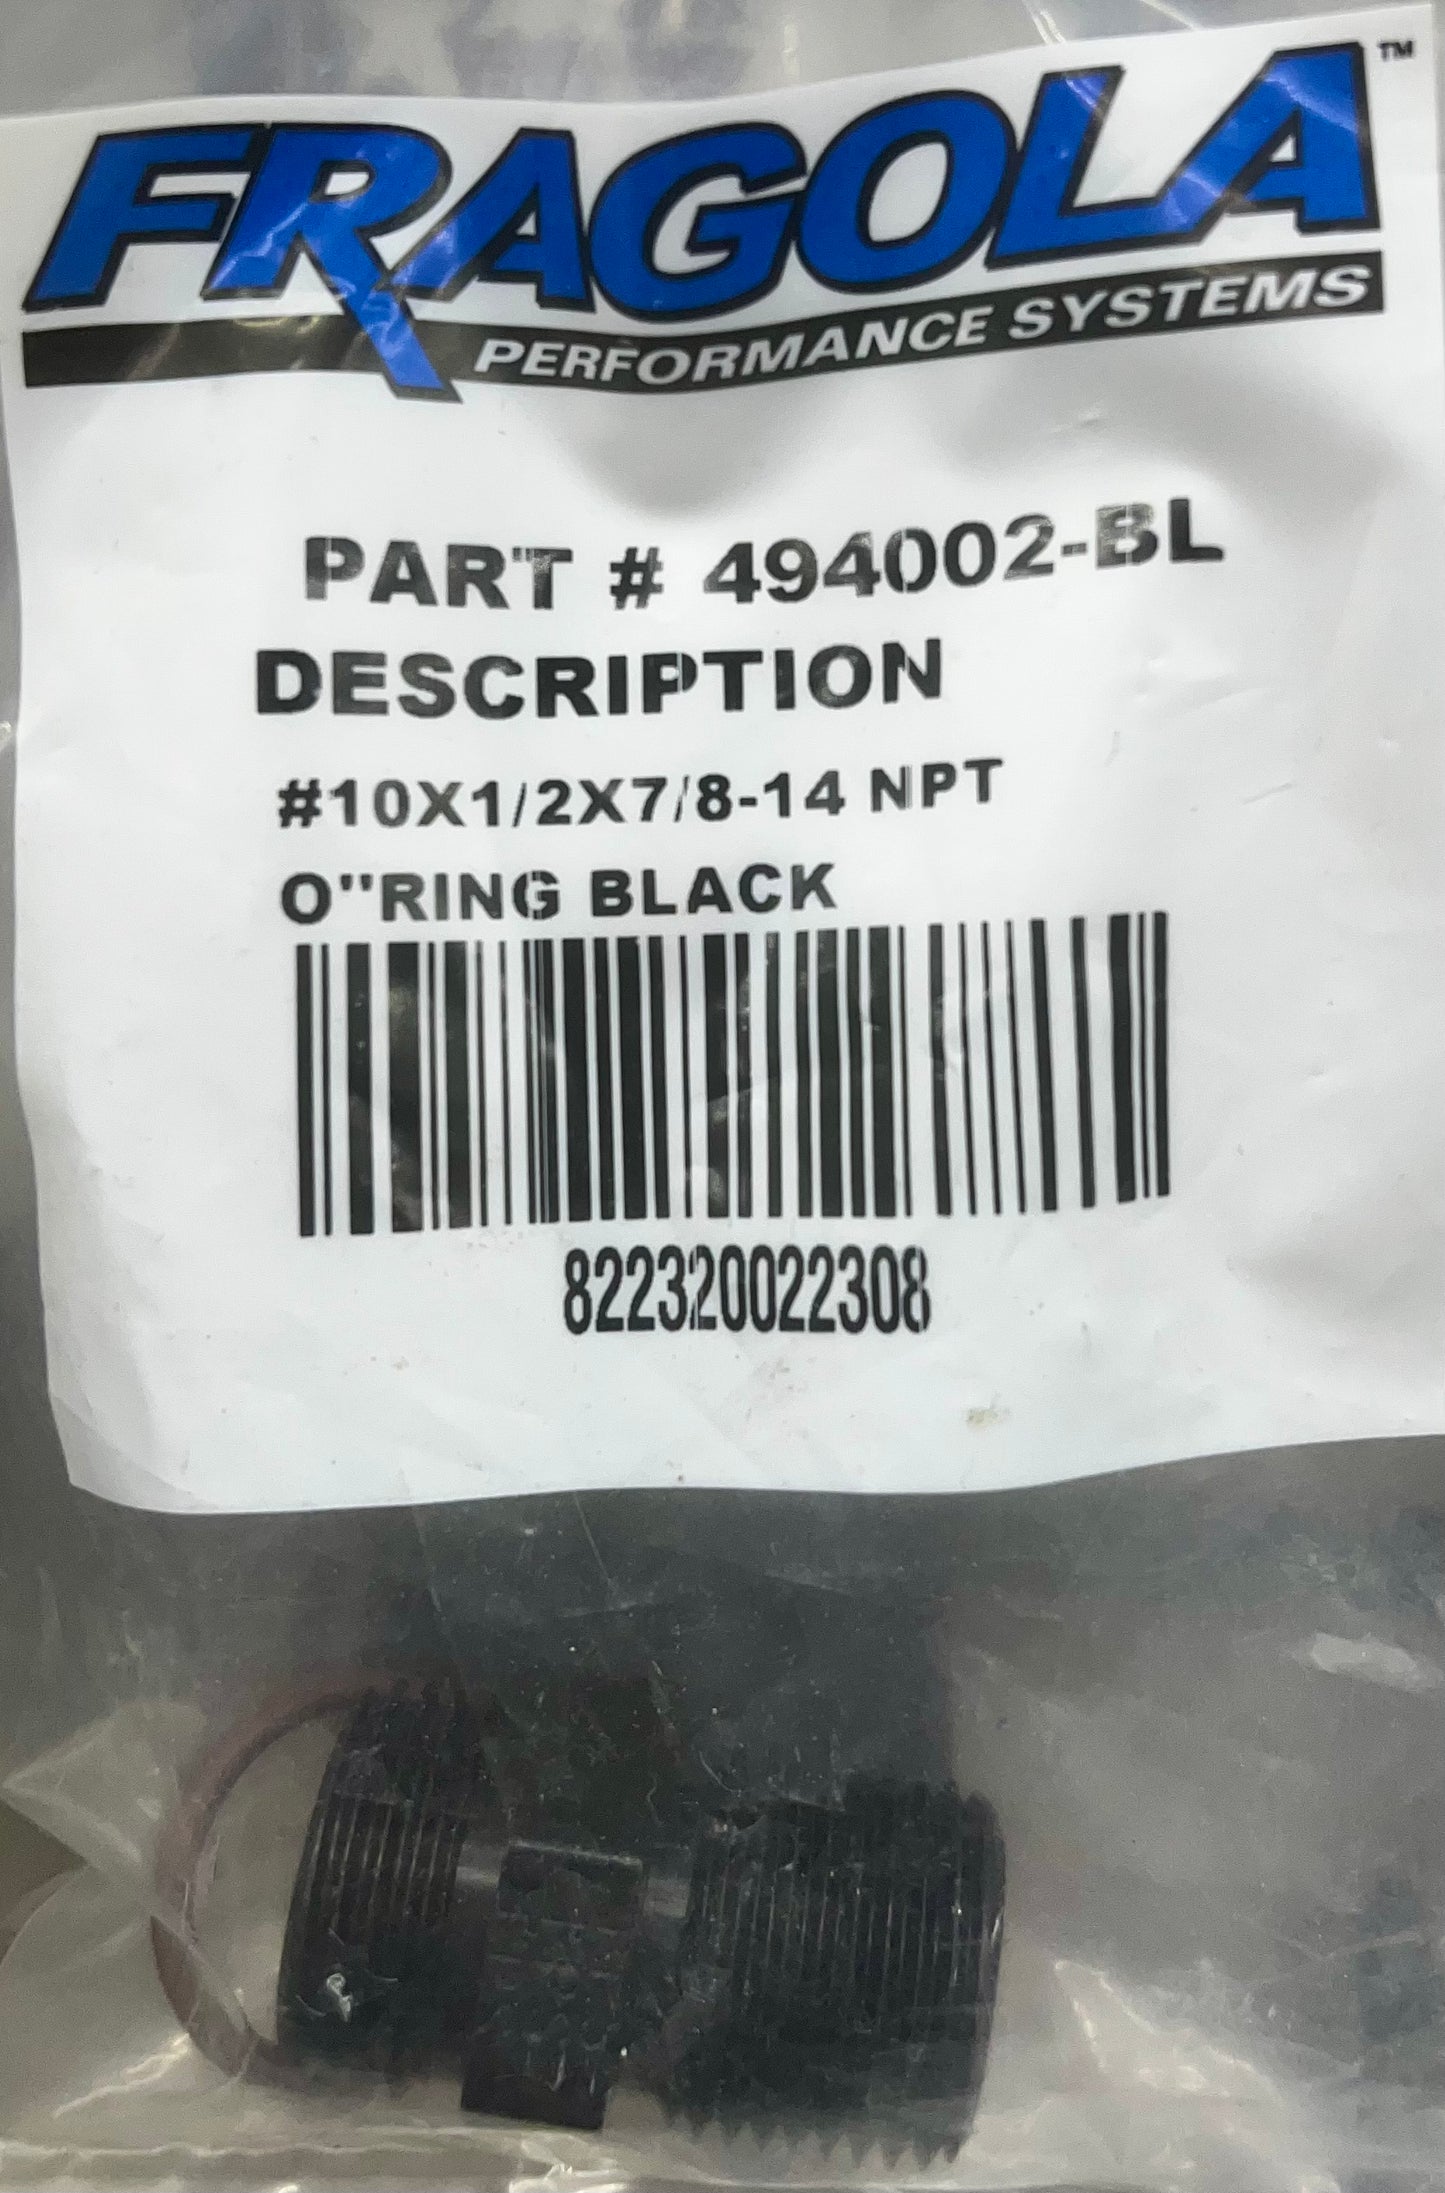 FRAGOLA™
PERFORMANCE SYSTEMS
PART # 494002-BL
DESCRIPTION
#10X1/2X7/8-14 NPT
O"RING BLACK
822320022308